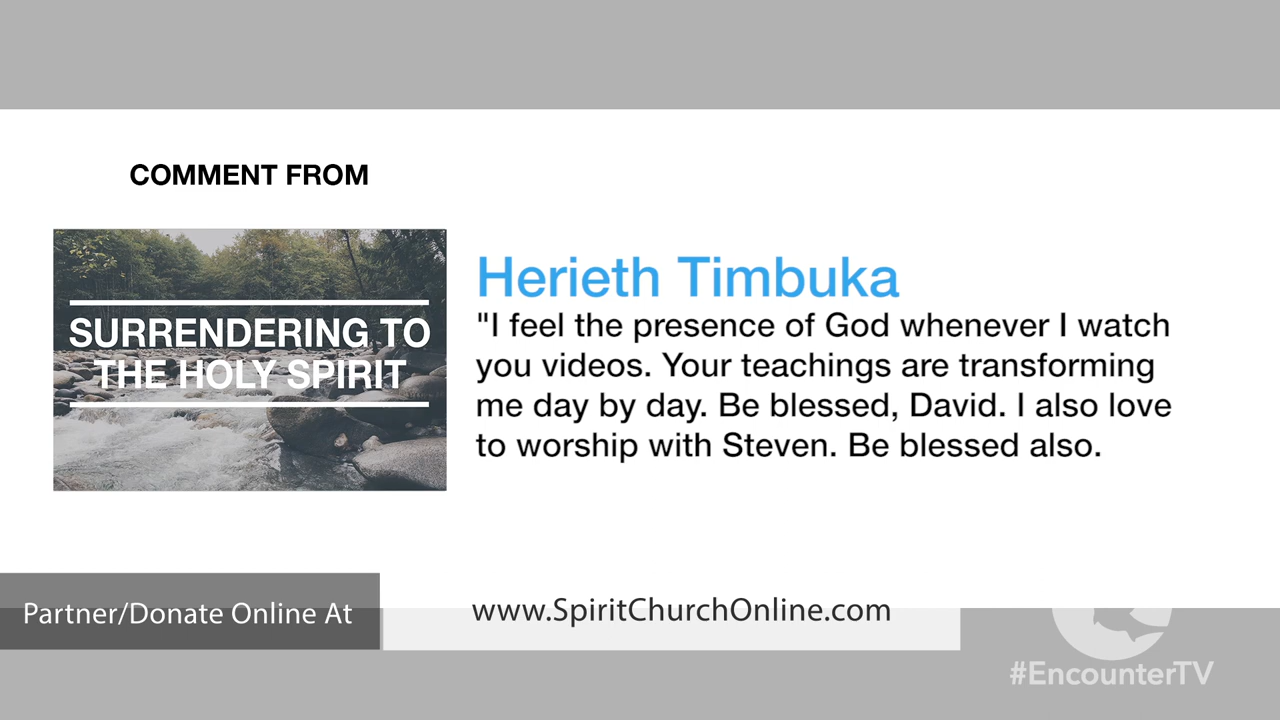 COMMENT FROM
SURRENDERING TO
THE HOLY SPIRIT
Herieth Timbuka
"I feel the presence of God whenever I watch
you videos. Your teachings are transforming
me day by day. Be blessed, David. I also love
to worship with Steven. Be blessed also.
Partner/Donate Online At
www.SpiritChurchOnline.com
#EncounterTV